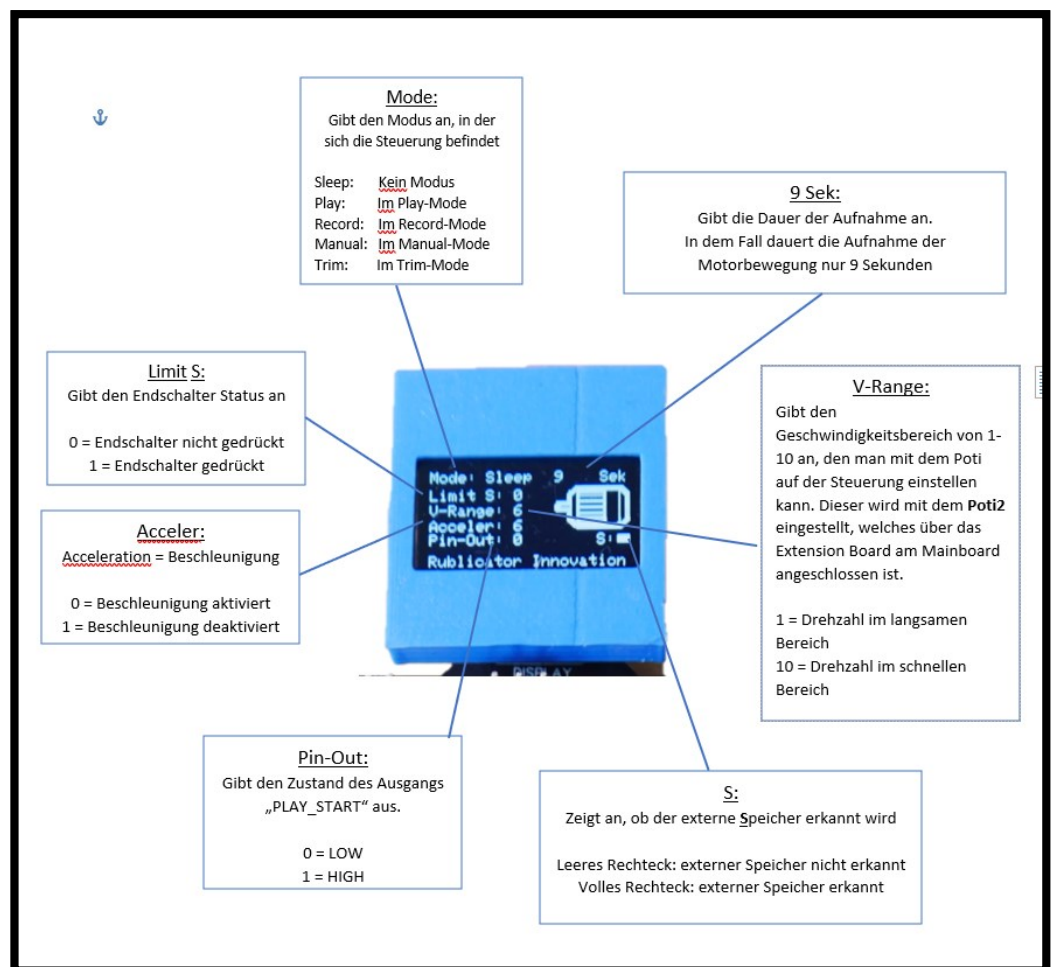 Mode:
Gibt den Modus an, in der
sich die Steuerung befindet
Sleep: Kein Modus
Play: Im Play-Mode
Record: Im Record-Mode
Manual: Im Manual-Mode
Trim: Im Trim-Mode
9 Sek:
Gibt die Dauer der Aufnahme an.
In dem Fall dauert die Aufnahme der
Motorbewegung nur 9 Sekunden
Limit S:
Gibt den Endschalter Status an
0 = Endschalter nicht gedrückt
1 = Endschalter gedrückt
V-Range:
Gibt den
Geschwindigkeitsbereich von 1-
10 an, den man mit dem Poti
auf der Steuerung einstellen
kann. Dieser wird mit dem Poti2
eingestellt, welches über das
Extension Board am Mainboard
angeschlossen ist.
1 = Drehzahl im langsamen
Bereich
10 = Drehzahl im schnellen
Bereich
Mode: Sleep 9 Sek
Limit S: 0
V-Range: 6
Acceler: 6
Pin-Out: 0 S:
Rublicator Innovation
DISPLAY
Acceler:
Acceleration = Beschleunigung
0 = Beschleunigung aktiviert
1 = Beschleunigung deaktiviert
Pin-Out:
Gibt den Zustand des Ausgangs
„PLAY_START“ aus.
0 = LOW
1 = HIGH
S:
Zeigt an, ob der externe Speicher erkannt wird
Leeres Rechteck: externer Speicher nicht erkannt
Volles Rechteck: externer Speicher erkannt